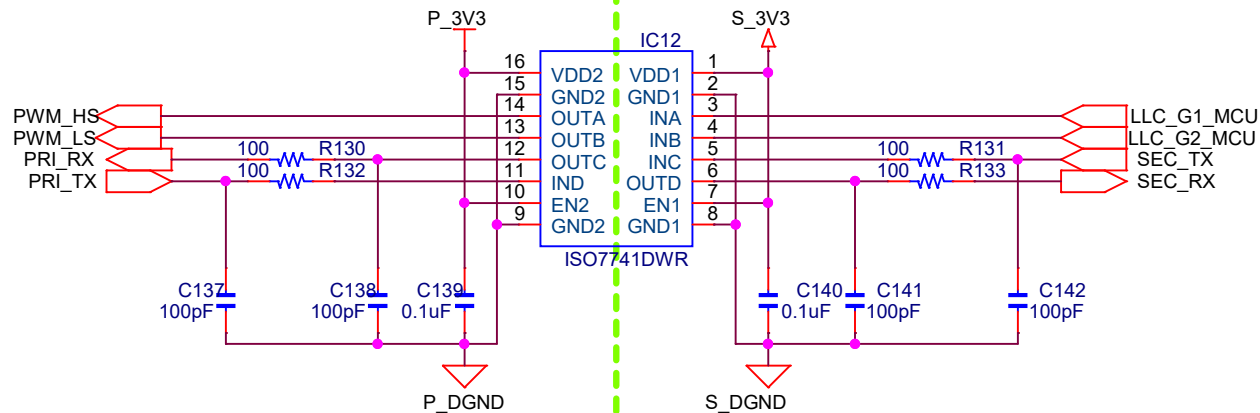 P_3V3 S_3V3
IC12
16 VDD2 VDD1 1
15 GND2 GND1 2
PWM_HS 14 OUTA INA 3 LLC_G1_MCU
PWM_LS 13 OUTB INB 4 LLC_G2_MCU
PRI_RX 100 R130 12 OUTC INC 5 100 R131 SEC_TX
PRI_TX 100 R132 11 IND OUTD 6 100 R133 SEC_RX
10 EN2 EN1 7
9 GND2 GND1 8
ISO7741DWR
C137 C138 C139 C140 C141 C142
100pF 100pF 0.1uF 0.1uF 100pF 100pF
P_DGND S_DGND